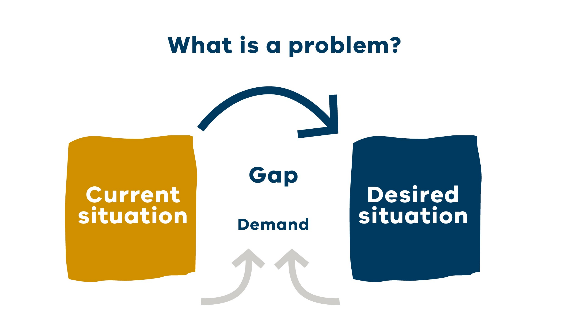 What is a problem?
Gap
Current
situation
Desired
situation
Demand